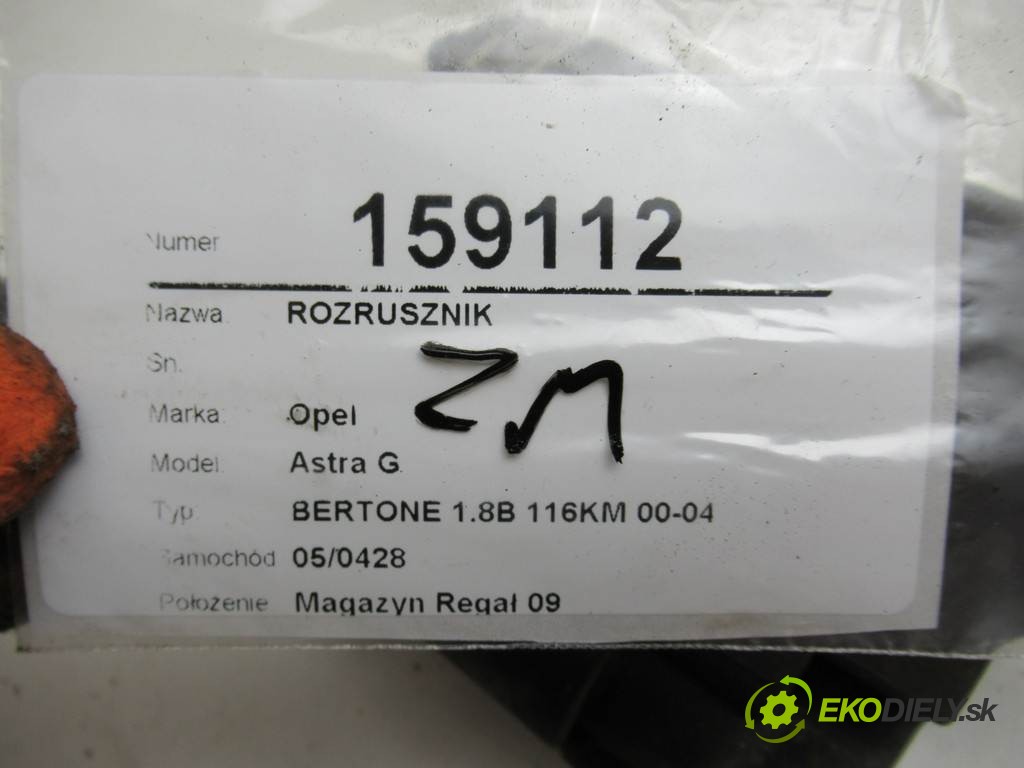 Numer 159112
Nazwa ROZRUSZNIK
Sn.
Marka Opel
Model Astra G
Typ BERTONE 1.8B 116KM 00-04
Samochód 05/0428
Położenie Magazyn Regał 09
EKODIELY.sk